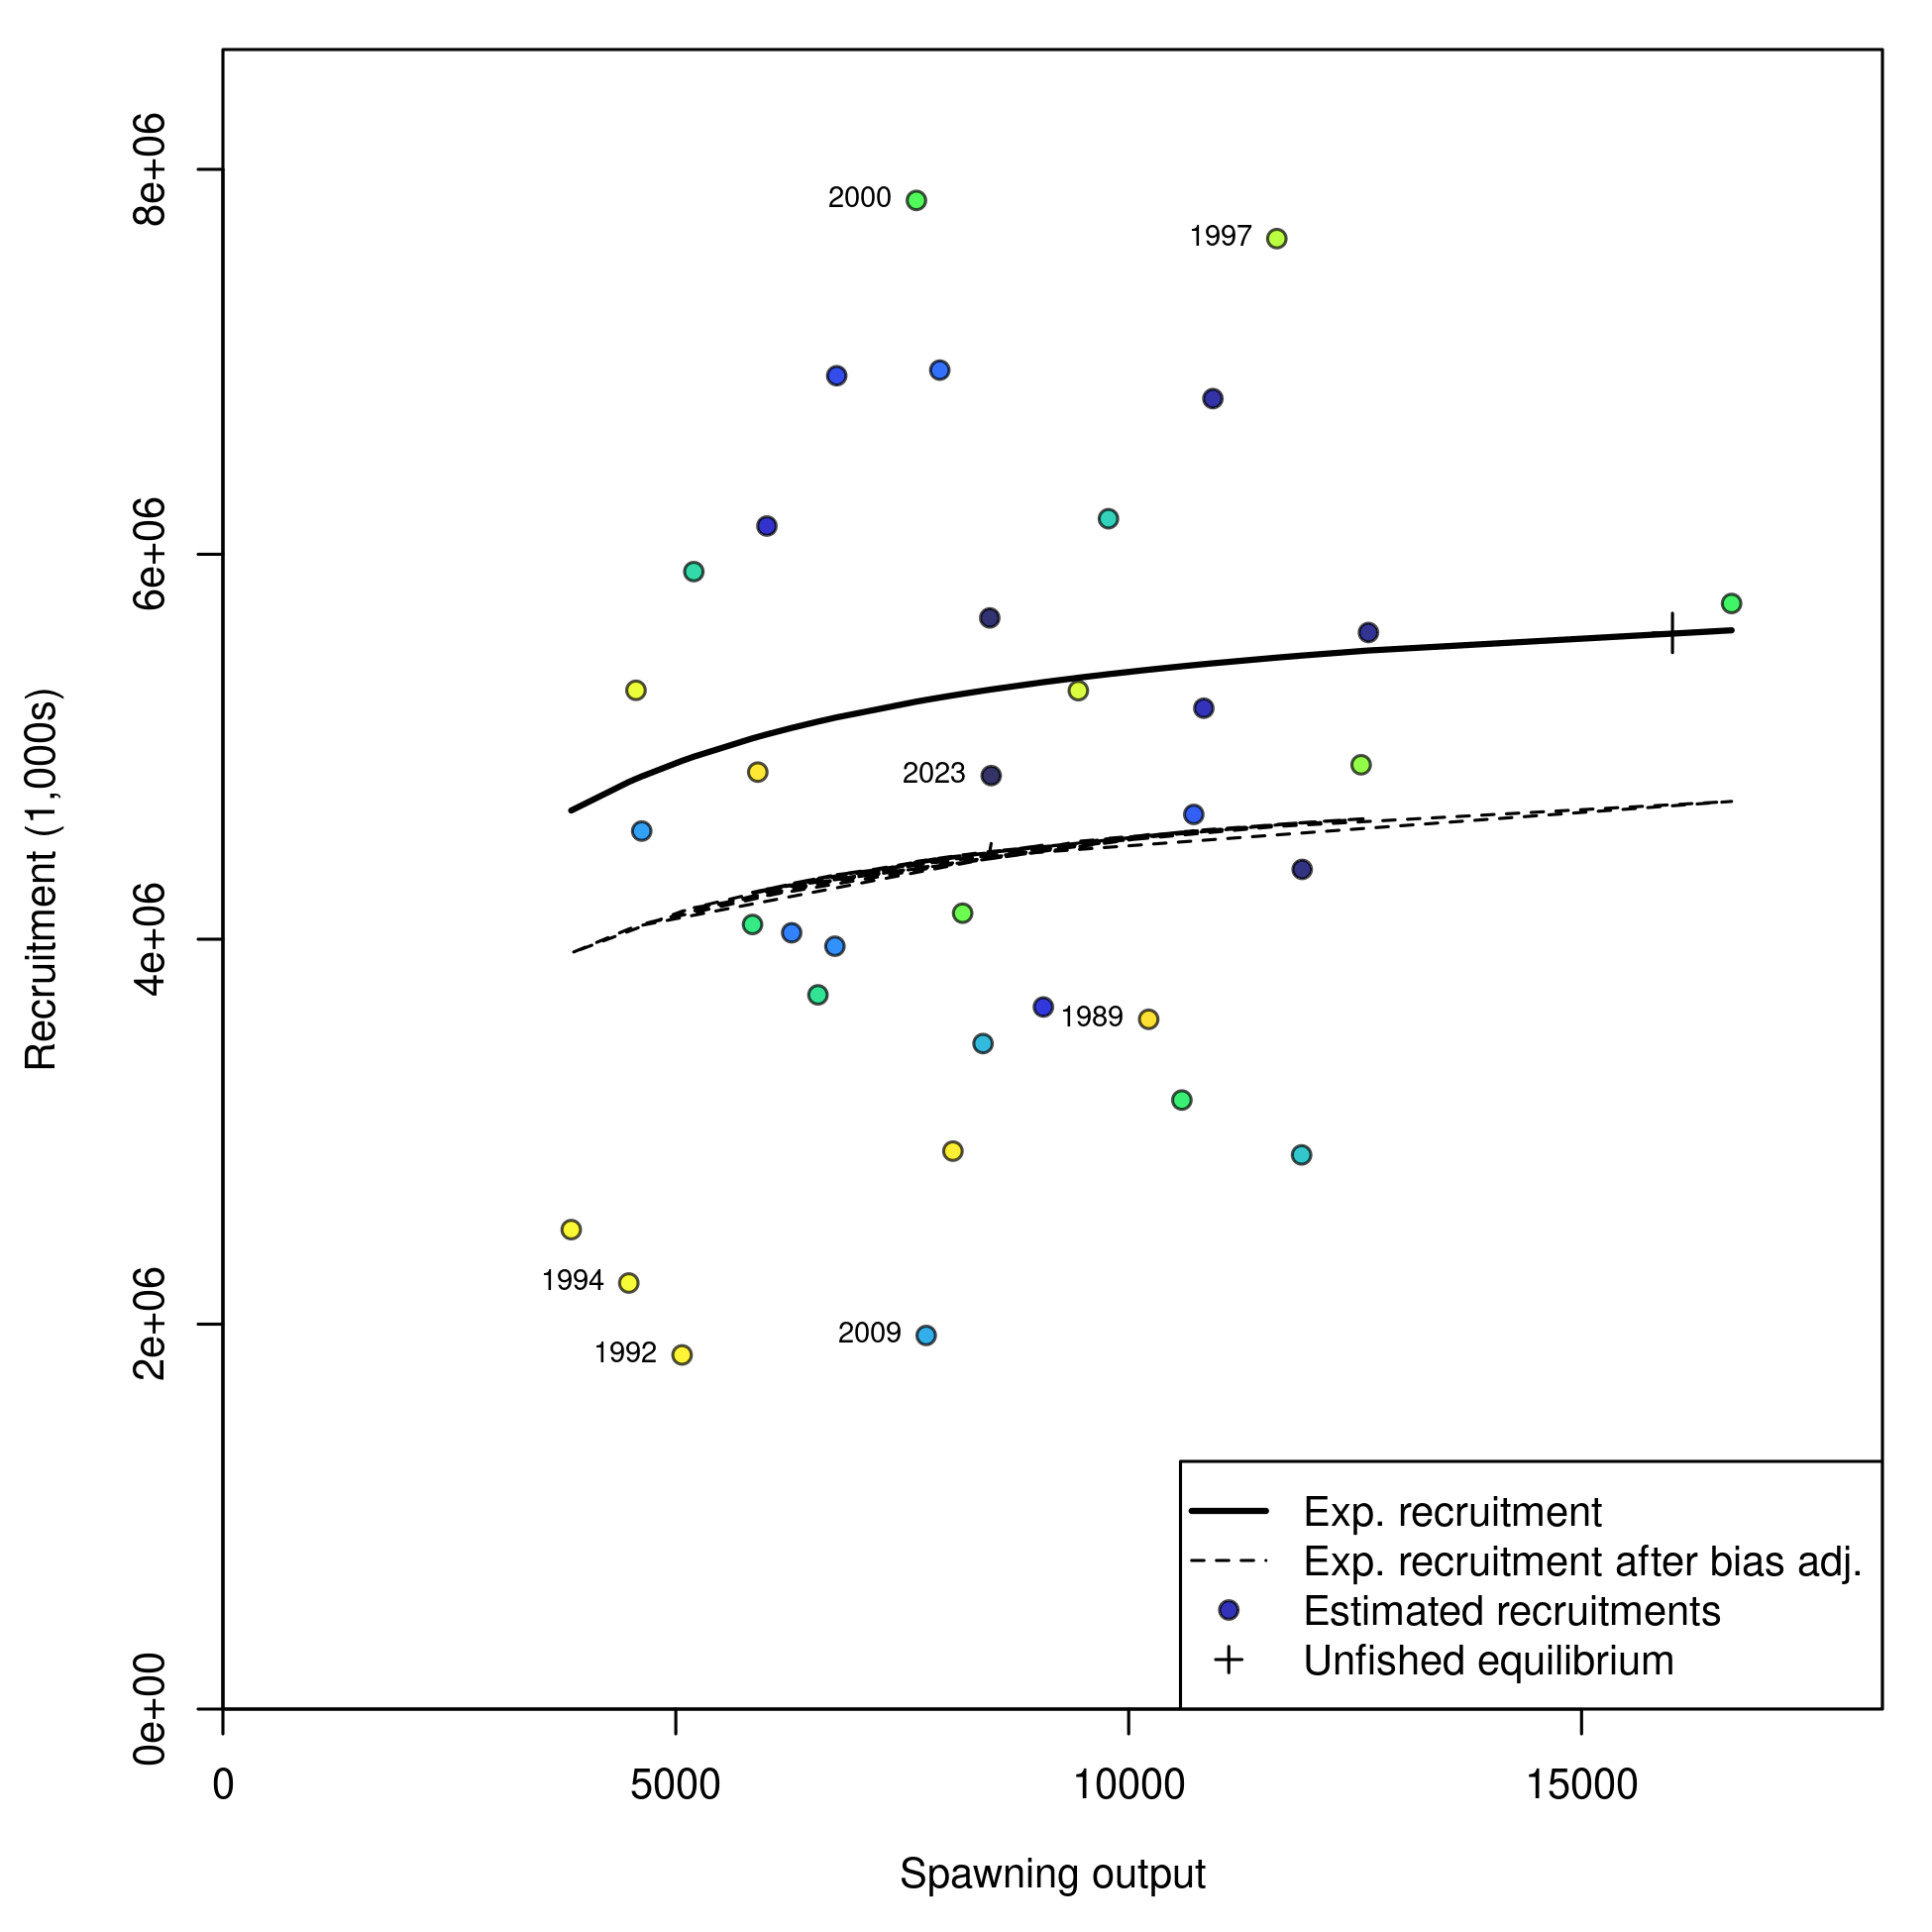 8e+06
6e+06
4e+06
2e+06
0e+00
Recruitment (1,000s)
2000
1997
2023
1989
1994
1992
2009
Exp. recruitment
Exp. recruitment after bias adj.
Estimated recruitments
Unfished equilibrium
0 5000 10000 15000
Spawning output